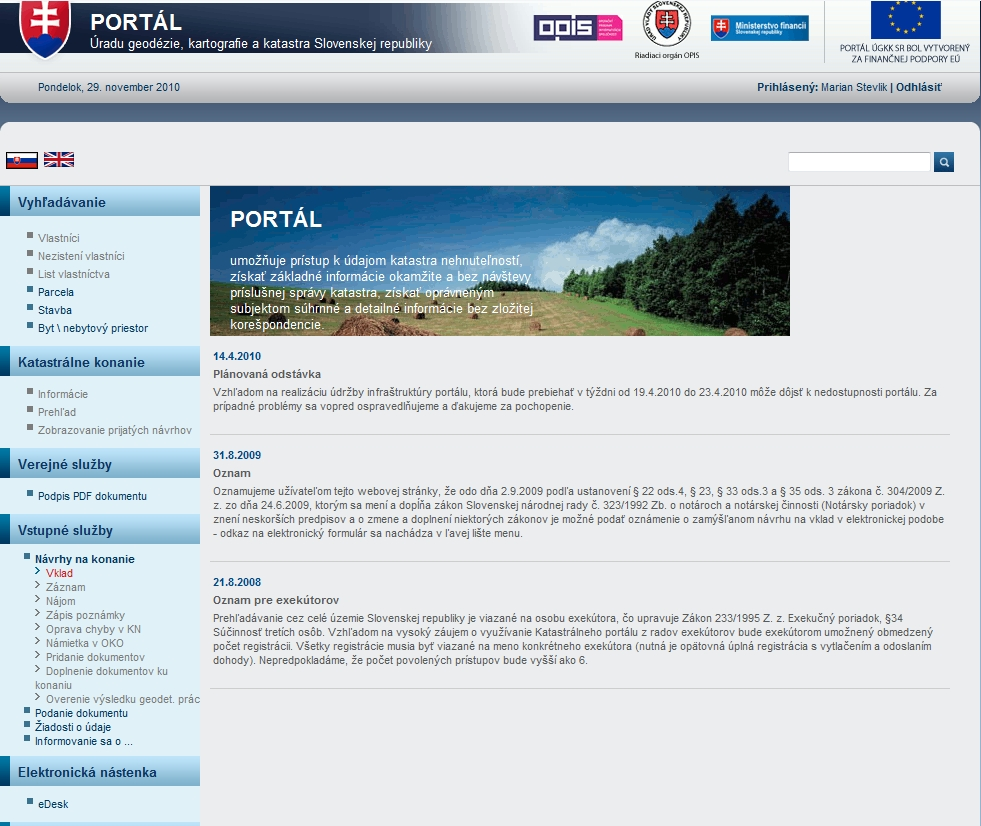 PORTÁL
Úradu geodézie, kartografie a katastra Slovenskej republiky
opis
Riadiaci orgán OPIS
Ministerstvo financií
Slovenskej republiky
PORTÁL ÚGKK SR BOL VYTVORENÝ
ZA FINANČNEJ PODPORY EÚ
Pondelok, 29. november 2010
Prihlásený: Marian Stevlik | Odhlásiť
Vyhľadávanie
Vlastníci
Nezistení vlastníci
List vlastníctva
Parcela
Stavba
Byt \ nebytový priestor
Katastrálne konanie
Informácie
Prehľad
Zobrazovanie prijatých návrhov
Verejné služby
Podpis PDF dokumentu
Vstupné služby
Návrhy na konanie
Vklad
Záznam
Nájom
Zápis poznámky
Oprava chyby v KN
Námietka v OKO
Pridanie dokumentov
Doplnenie dokumentov ku
konaniu
Overenie výsledku geodet. prác
Podanie dokumentu
Žiadosti o údaje
Informovanie sa o ...
Elektronická nástenka
eDesk
PORTÁL
umožňuje prístup k údajom katastra nehnuteľností,
získať základné informácie okamžite a bez návštevy
príslušnej správy katastra, získať oprávneným
subjektom súhrnné a detailné informácie bez zložitej
korešpondencie.
14.4.2010
Plánovaná odstávka
Vzhľadom na realizáciu údržby infraštruktúry portálu, ktorá bude prebiehať v týždni od 19.4.2010 do 23.4.2010 môže dôjsť k nedostupnosti portálu. Za
prípadné problémy sa vopred ospravedlňujeme a ďakujeme za pochopenie.
31.8.2009
Oznam
Oznamujeme užívateľom tejto webovej stránky, že odo dňa 2.9.2009 podľa ustanovení § 22 ods.4, § 23, § 33 ods.3 a § 35 ods. 3 zákona č. 304/2009 Z.
z. zo dňa 24.6.2009, ktorým sa mení a dopĺňa zákon Slovenskej národnej rady č. 323/1992 Zb. o notároch a notárskej činnosti (Notársky poriadok) v
znení neskorších predpisov a o zmene a doplnení niektorých zákonov je možné podať oznámenie o zamýšľanom návrhu na vklad v elektronickej podobe
- odkaz na elektronický formulár sa nachádza v ľavej lište menu.
21.8.2008
Oznam pre exekútorov
Prehľadávanie cez celé územie Slovenskej republiky je viazané na osobu exekútora, čo upravuje Zákon 233/1995 Z. z. Exekučný poriadok, §34
Súčinnosť tretích osôb. Vzhľadom na vysoký záujem o využívanie Katastrálneho portálu z radov exekútorov bude exekútorom umožnený obmedzený
počet registrácií. Všetky registrácie musia byť viazané na meno konkrétneho exekútora (nutná je opätovná úplná registrácia s vytlačením a odoslaním
dohody). Nepredpokladáme, že počet povolených prístupov bude vyšší ako 6.